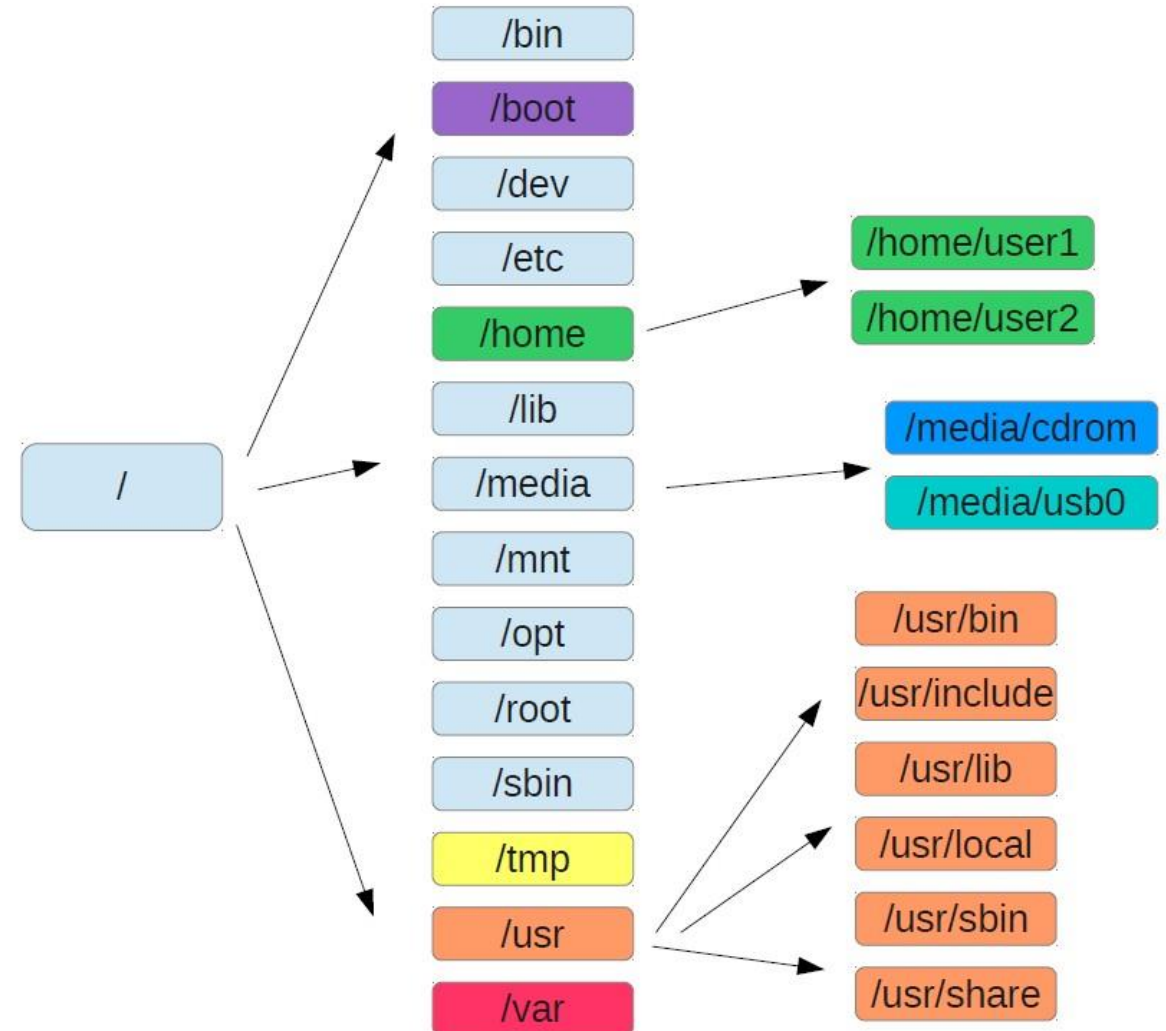 /
/bin
/boot
/dev
/etc
/home
/lib
/media
/mnt
/opt
/root
/sbin
/tmp
/usr
/var
/home/user1
/home/user2
/media/cdrom
/media/usb0
/usr/bin
/usr/include
/usr/lib
/usr/local
/usr/sbin
/usr/share